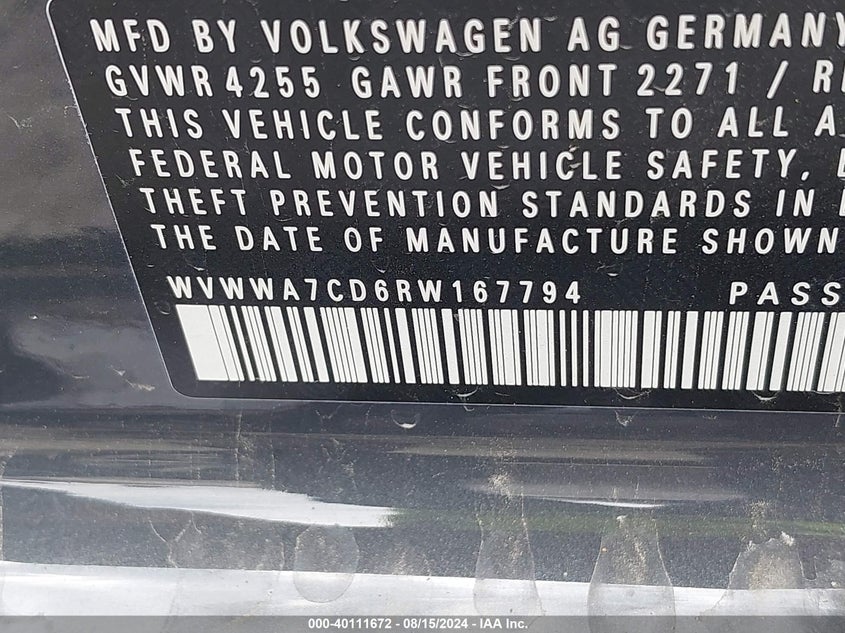 MFD BY VOLKSWAGEN AG GERMANY
GVWR 4255 GAWR FRONT 2271 /
THIS VEHICLE CONFORMS TO ALL
FEDERAL MOTOR VEHICLE SAFETY,
THEFT PREVENTION STANDARDS IN
THE DATE OF MANUFACTURE SHOWN
WVWWA7CD6RW167794 PASS
000-40111672 - 08/15/2024 - IAA Inc.